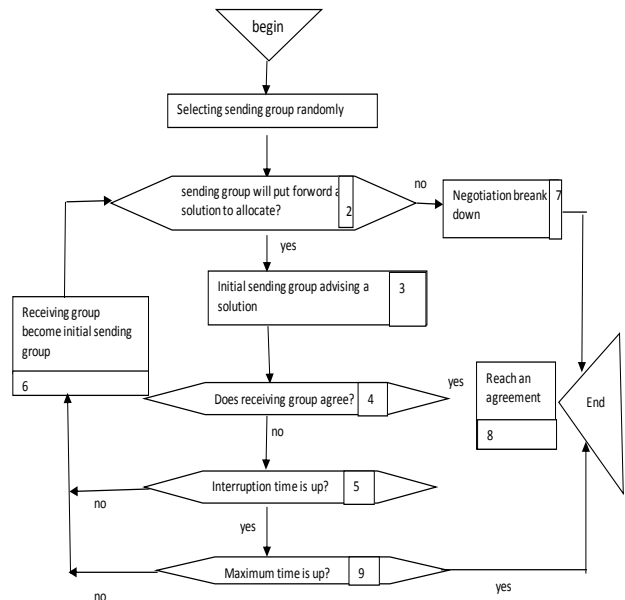 begin
Selecting sending group randomly
sending group will put forward a
solution to allocate?
2
no
Negotiation breank
down
7
yes
Initial sending group advising a
solution
3
Receiving group
become initial sending
group
6
Does receiving group agree?
4
yes
Reach an
agreement
8
End
no
Interruption time is up?
5
no
yes
Maximum time is up?
9
no
yes